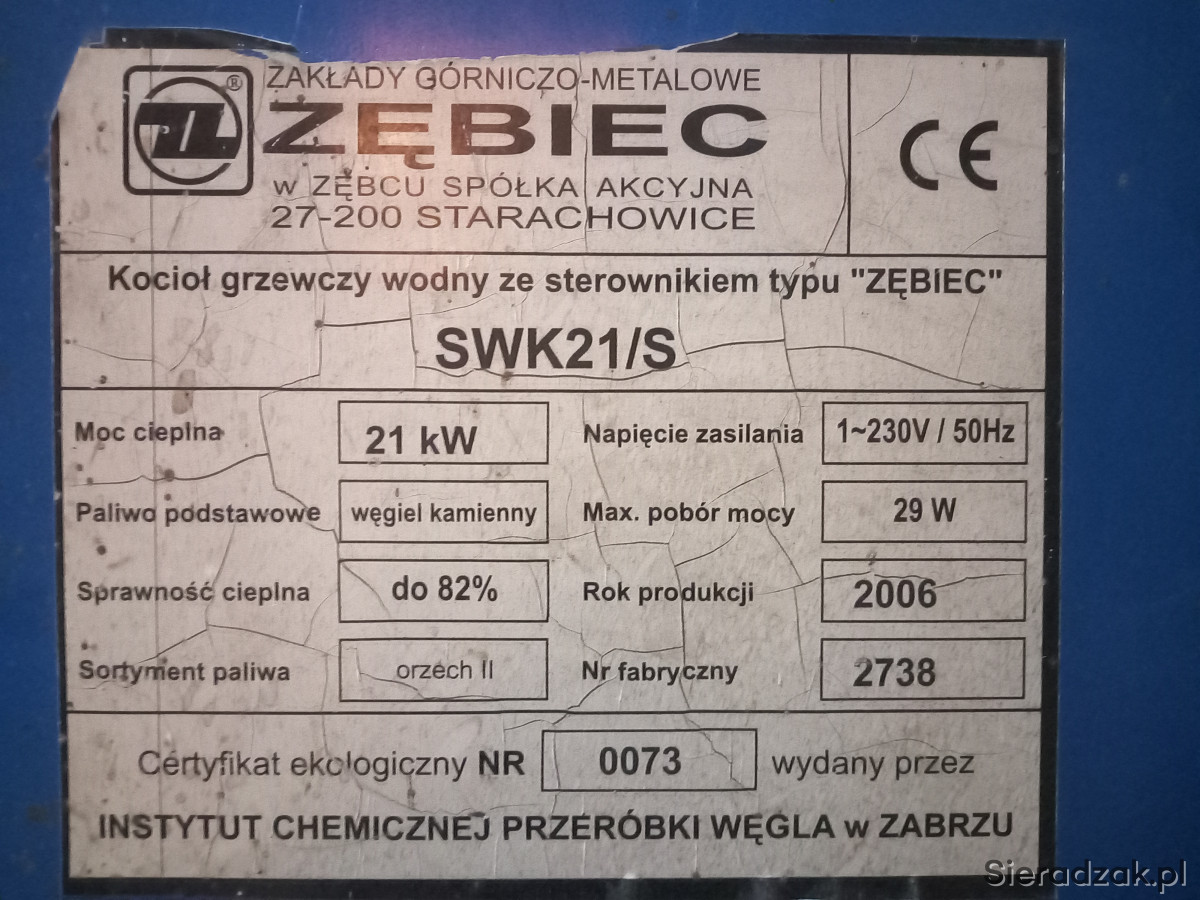 ®
ZAKŁADY GÓRNICZO-METALOWE
ZĘBIEC
w ZĘBCU SPÓŁKA AKCYJNA
27-200 STARACHOWICE
CE
Kocioł grzewczy wodny ze sterownikiem typu "ZĘBIEC"
SWK21/S
Moc cieplna 21 kW Napięcie zasilania 1~230V / 50Hz
Paliwo podstawowe węgiel kamienny Max. pobór mocy 29 W
Sprawność cieplna do 82% Rok produkcji 2006
Sortyment paliwa orzech II Nr fabryczny 2738
Certyfikat ekologiczny NR 0073 wydany przez
INSTYTUT CHEMICZNEJ PRZERÓBKI WĘGLA w ZABRZU
Sieradzak.pl